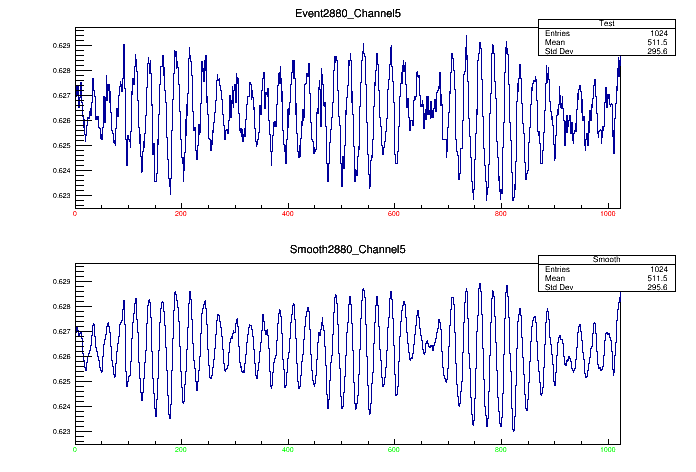 Event2880_Channel5
Test
Entries 1024
Mean 511.5
Std Dev 295.6
0.629
0.628
0.627
0.626
0.625
0.624
0.623
0 200 400 600 800 1000
Smooth2880_Channel5
Smooth
Entries 1024
Mean 511.5
Std Dev 295.6
0.629
0.628
0.627
0.626
0.625
0.624
0.623
0 200 400 600 800 1000